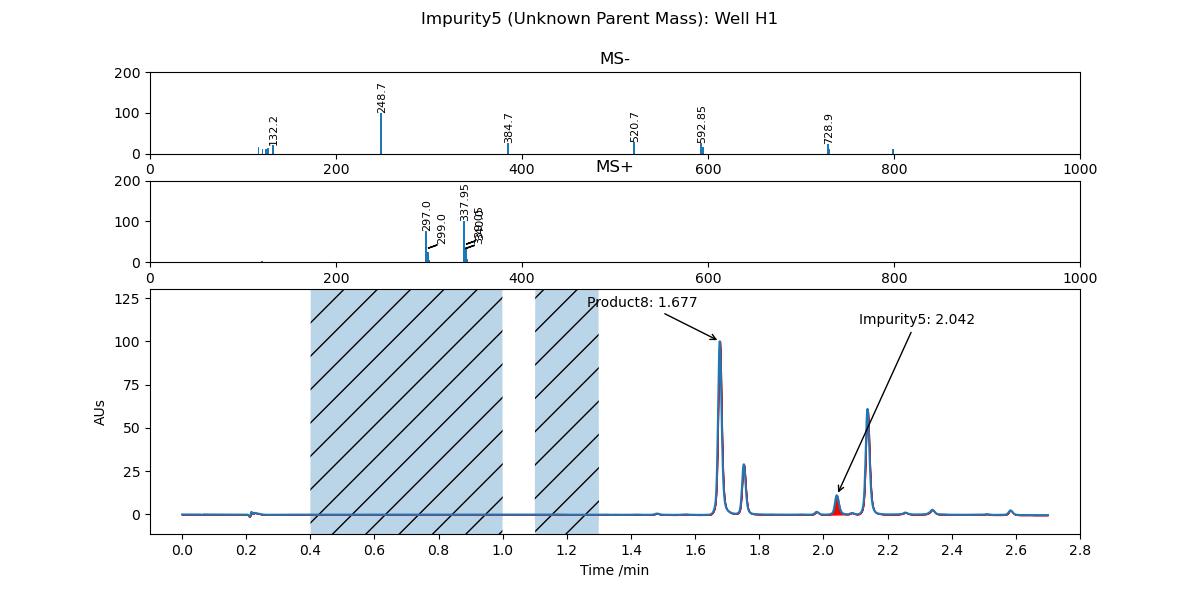 Impurity5 (Unknown Parent Mass): Well H1
MS-
200
100
0
132.2
248.7
384.7
520.7
592.85
728.9
0 200 400 600 800 1000
MS+
200
100
0
297.0
299.0
337.95
0 200 400 600 800 1000
Product8: 1.677
Impurity5: 2.042
125
100
75
50
25
0
AUs
0.0 0.2 0.4 0.6 0.8 1.0 1.2 1.4 1.6 1.8 2.0 2.2 2.4 2.6 2.8
Time /min